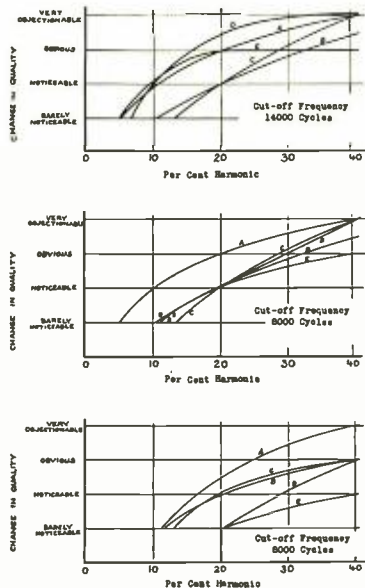 CHANGE IN QUALITY
VERY
OBJECTIONABLE
OBVIOUS
NOTICEABLE
BARELY
NOTICEABLE
C
C
Cut-off Frequency
14000 Cycles
0 10 20 30 40
Per Cent Harmonic
CHANGE IN QUALITY
VERY
OBJECTIONABLE
OBVIOUS
NOTICEABLE
BARELY
NOTICEABLE
A
C
Cut-off Frequency
8000 Cycles
0 10 20 30 40
Per Cent Harmonic
CHANGE IN QUALITY
VERY
OBJECTIONABLE
OBVIOUS
NOTICEABLE
BARELY
NOTICEABLE
A
Cut-off Frequency
8000 Cycles
0 10 20 30 40
Per Cent Harmonic